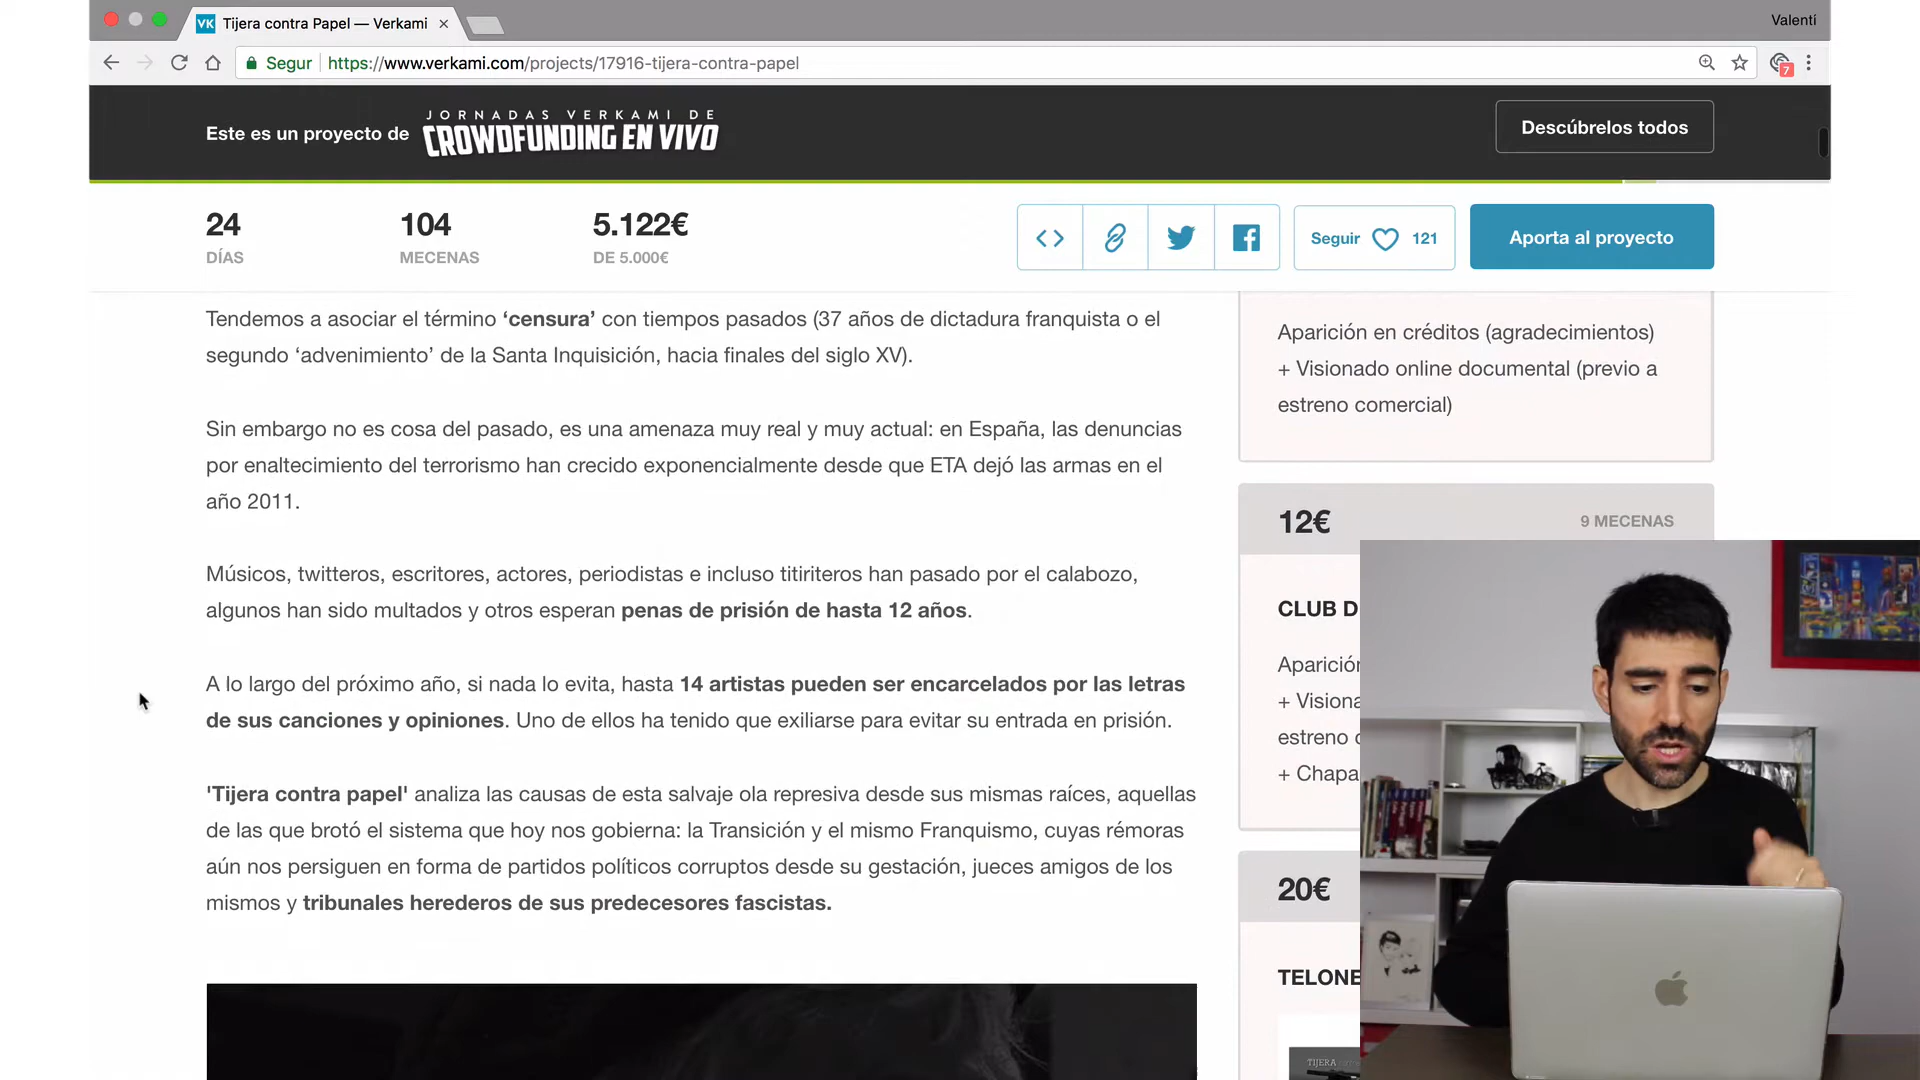 VK Tijera contra Papel — Verkami
Valentí
Segur https://www.verkami.com/projects/17916-tijera-contra-papel
7
Este es un proyecto de
JORNADAS VERKAMI DE
CROWDFUNDING EN VIVO
Descúbrelos todos
24
DÍAS
104
MECENAS
5.122€
DE 5.000€
Seguir 121
Aporta al proyecto
Tendemos a asociar el término ‘censura’ con tiempos pasados (37 años de dictadura franquista o el
segundo ‘advenimiento’ de la Santa Inquisición, hacia finales del siglo XV).
Sin embargo no es cosa del pasado, es una amenaza muy real y muy actual: en España, las denuncias
por enaltecimiento del terrorismo han crecido exponencialmente desde que ETA dejó las armas en el
año 2011.
Músicos, twitteros, escritores, actores, periodistas e incluso titiriteros han pasado por el calabozo,
algunos han sido multados y otros esperan penas de prisión de hasta 12 años.
A lo largo del próximo año, si nada lo evita, hasta 14 artistas pueden ser encarcelados por las letras
de sus canciones y opiniones. Uno de ellos ha tenido que exiliarse para evitar su entrada en prisión.
'Tijera contra papel' analiza las causas de esta salvaje ola represiva desde sus mismas raíces, aquellas
de las que brotó el sistema que hoy nos gobierna: la Transición y el mismo Franquismo, cuyas rémoras
aún nos persiguen en forma de partidos políticos corruptos desde su gestación, jueces amigos de los
mismos y tribunales herederos de sus predecesores fascistas.
Aparición en créditos (agradecimientos)
+ Visionado online documental (previo a
estreno comercial)
12€
9 MECENAS
CLUB D
Aparición
+ Visiona
estreno
+ Chapa
20€
TELONE
TIJERA